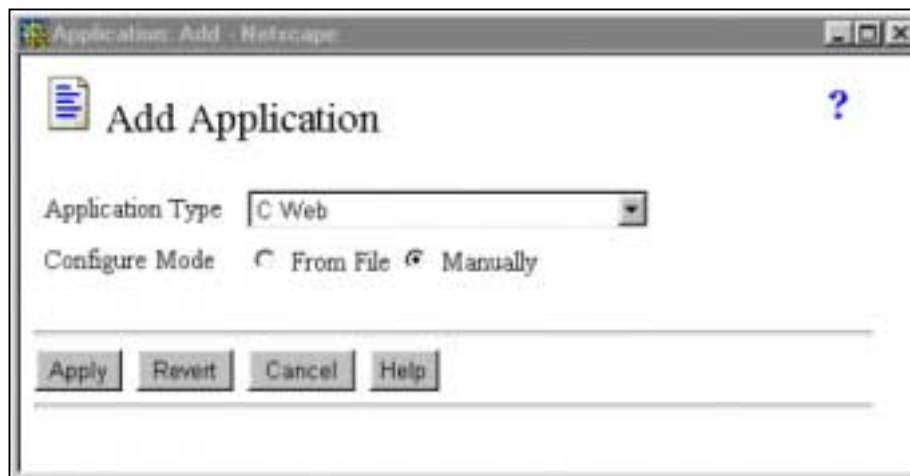 Application: Add - Netscape
Add Application
?
Application Type C Web
Configure Mode From File Manually
Apply Revert Cancel Help